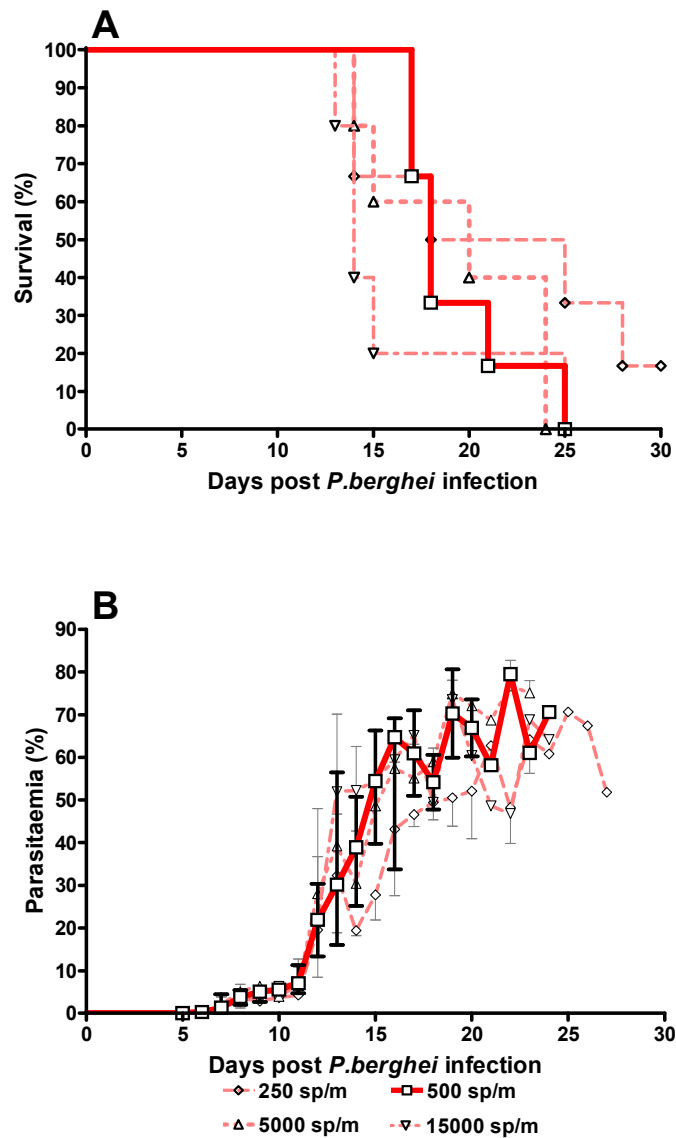 A
100
90
80
70
60
50
40
30
20
10
0
Survival (%)
0 5 10 15 20 25 30
Days post P.berghei infection
B
90
80
70
60
50
40
30
20
10
0
Parasitaemia (%)
0 5 10 15 20 25 30
Days post P.berghei infection
250 sp/m 500 sp/m
5000 sp/m 15000 sp/m